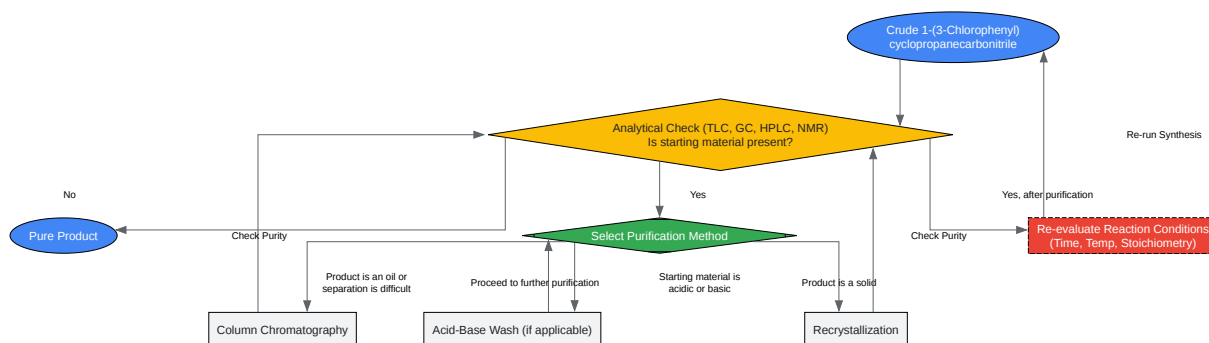 Crude 1-(3-Chlorophenyl)
cyclopropanecarbonitrile
Analytical Check (TLC, GC, HPLC, NMR)
Is starting material present?
Re-run Synthesis
No
Yes
Yes, after purification
Pure Product
Check Purity
Select Purification Method
Check Purity
Re-evaluate Reaction Conditions
(Time, Temp, Stoichiometry)
Product is an oil or
separation is difficult
Proceed to further purification
Starting material is
acidic or basic
Product is a solid
Column Chromatography
Acid-Base Wash (if applicable)
Recrystallization